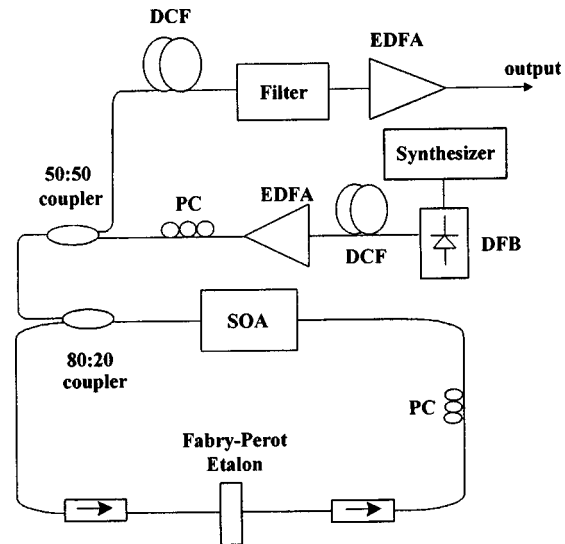 DCF
EDFA
Filter
output
Synthesizer
50:50
coupler
PC
EDFA
DCF
DFB
80:20
coupler
SOA
PC
Fabry-Perot
Etalon